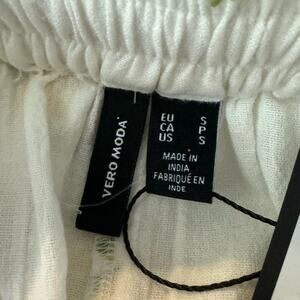 VERO MODA
EU S
CA P
US S
MADE IN
INDIA
FABRIQUÉ EN
INDE